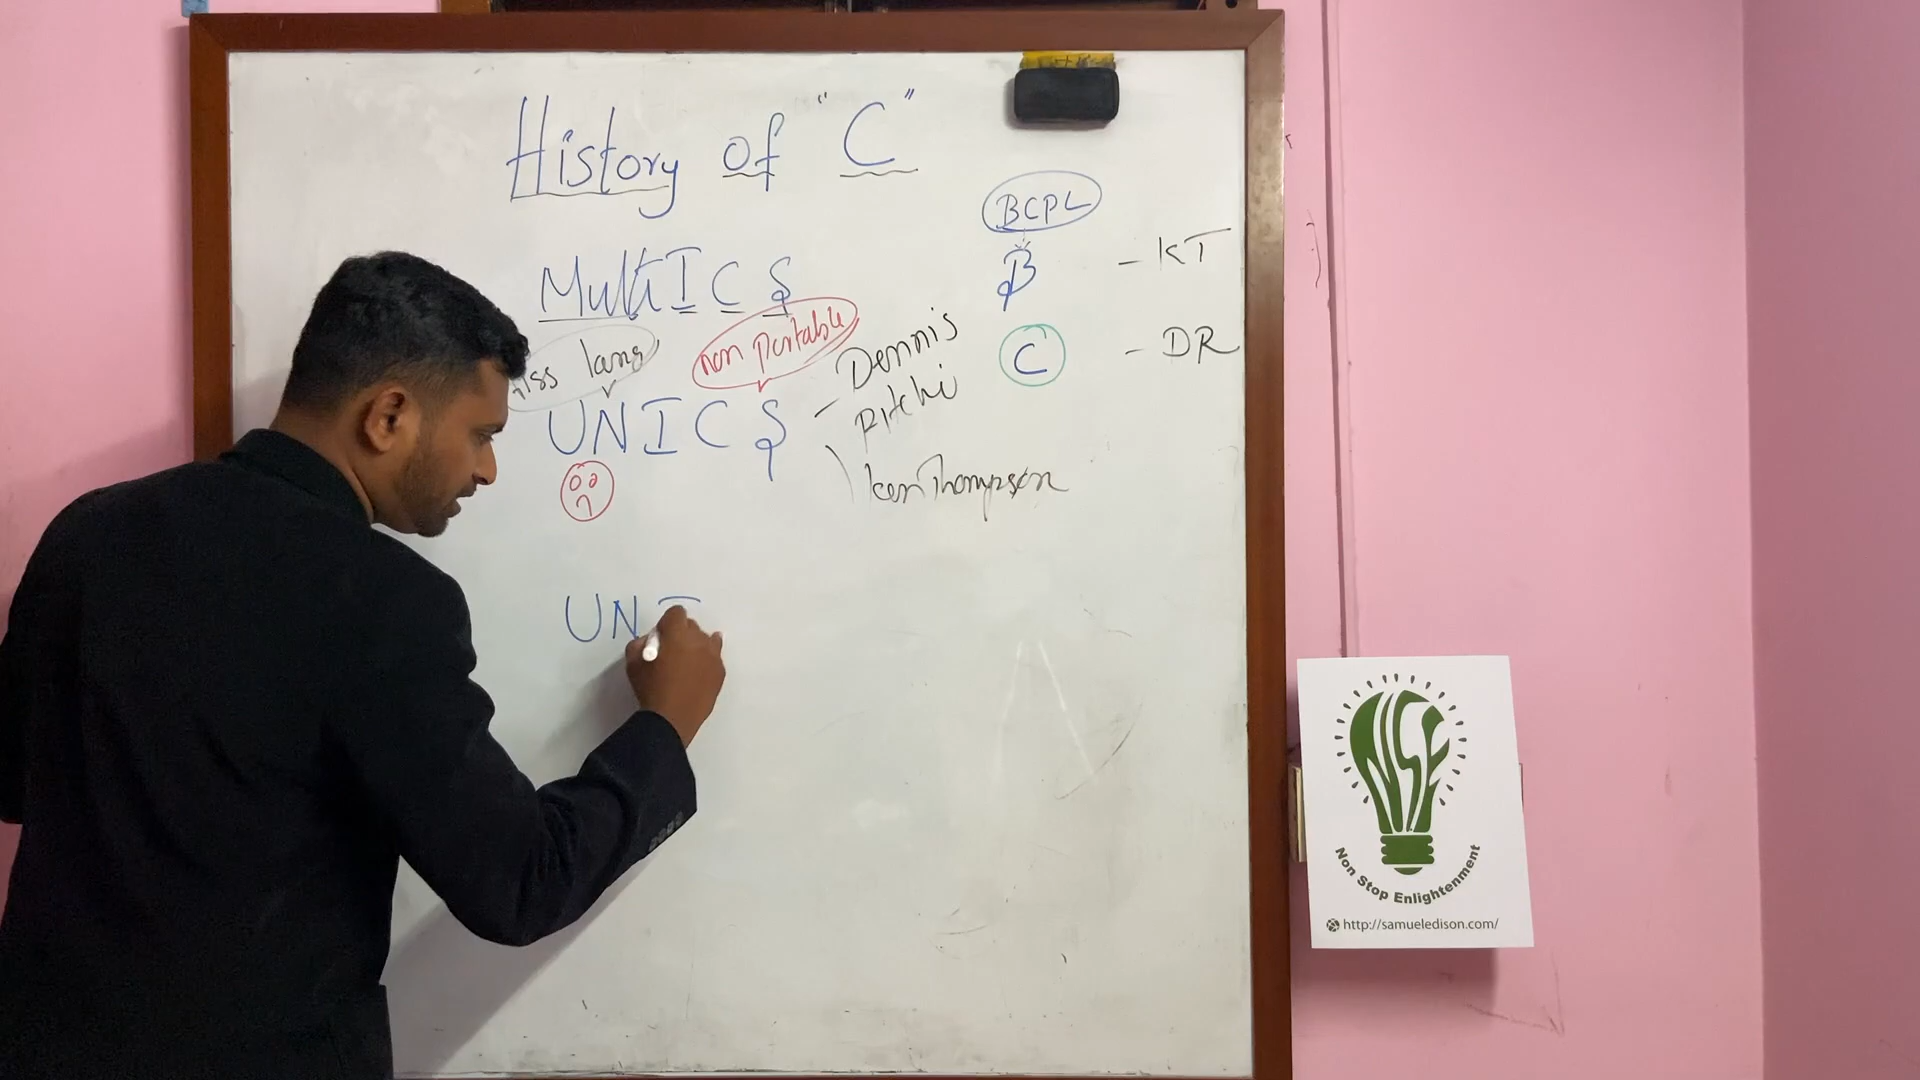 History of "C"
BCPL
MultICS
B - KT
C - DR
lang
non portable
UNICS
- Dennis
Ritchi
Ken Thompson
UNI
NSE
Non Stop Enlightenment
http://samueledison.com/